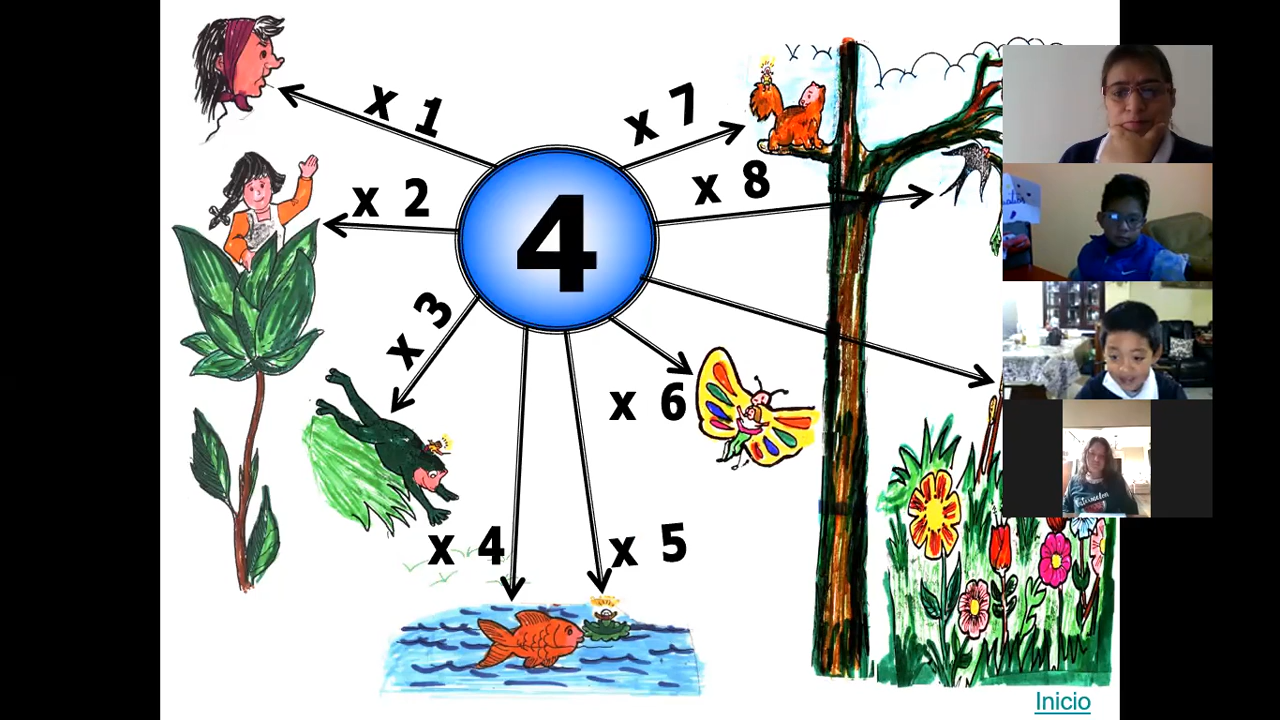 x 1
x 7
x 2
x 8
4
x 3
x 6
x 4
x 5
Inicio